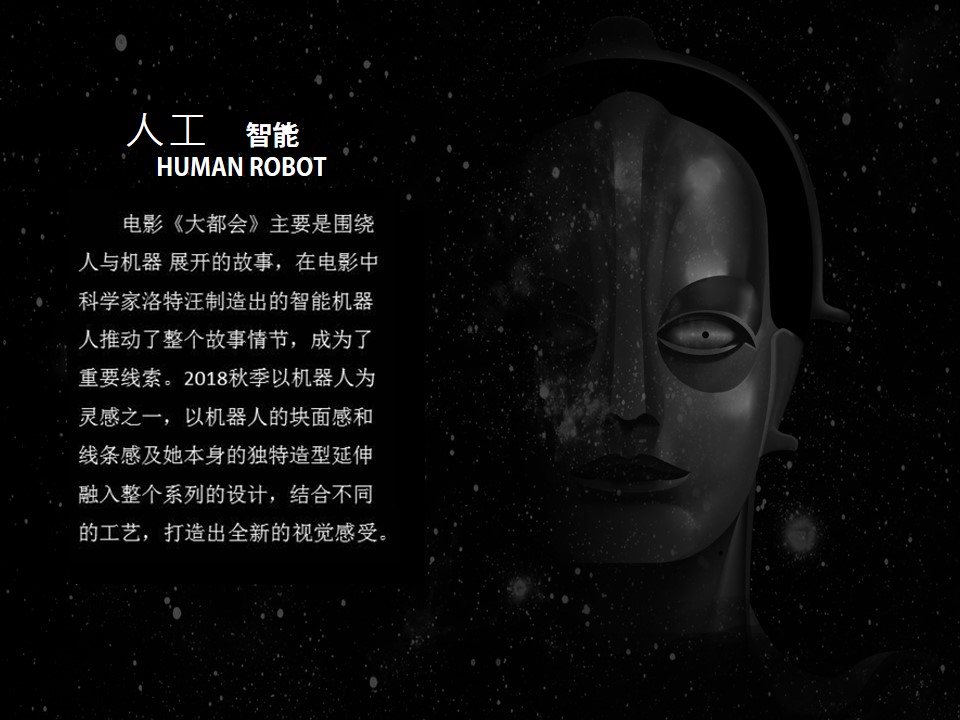 人工 智能
HUMAN ROBOT
电影《大都会》主要是围绕
人与机器 展开的故事，在电影中
科学家洛特汪制造出的智能机器
人推动了整个故事情节，成为了
重要线索。2018秋季以机器人为
灵感之一，以机器人的块面感和
线条感及她本身的独特造型延伸
融入整个系列的设计，结合不同
的工艺，打造出全新的视觉感受。